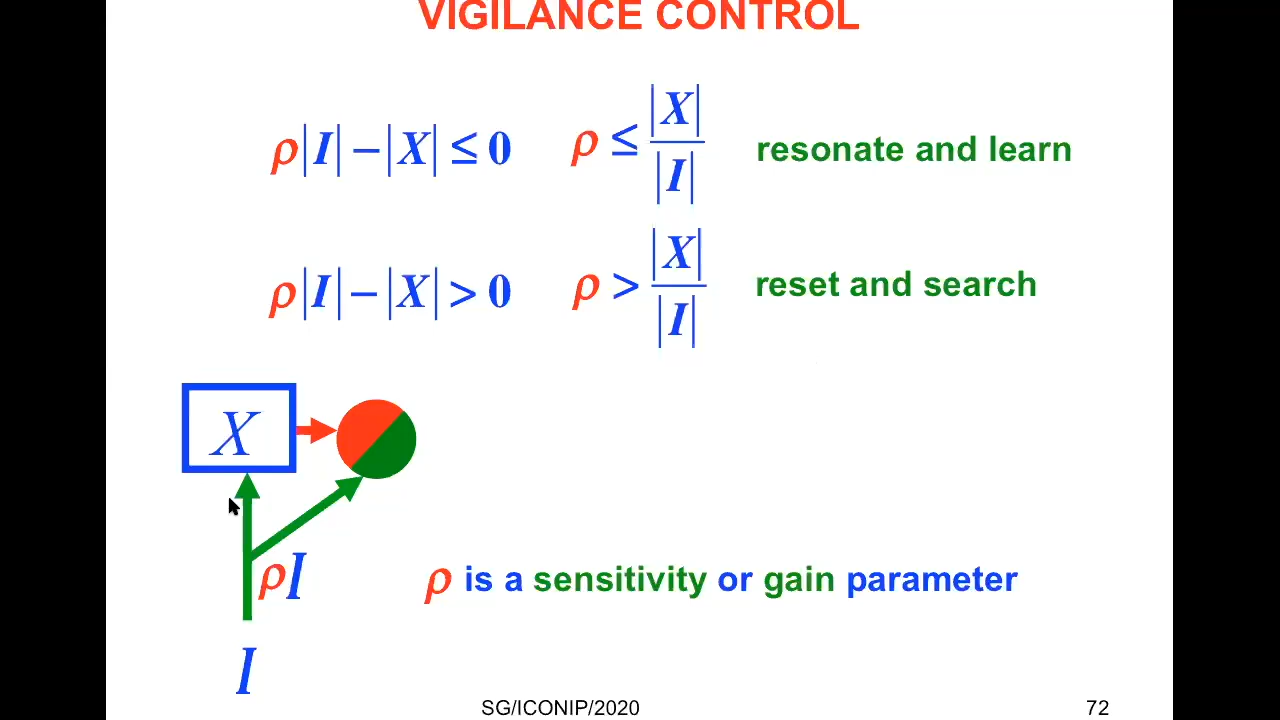 VIGILANCE CONTROL
ρ|I| − |X| ≤ 0 ρ ≤ |X| / |I| resonate and learn
ρ|I| − |X| > 0 ρ > |X| / |I| reset and search
X
ρI
ρ is a sensitivity or gain parameter
I
SG/ICONIP/2020 72